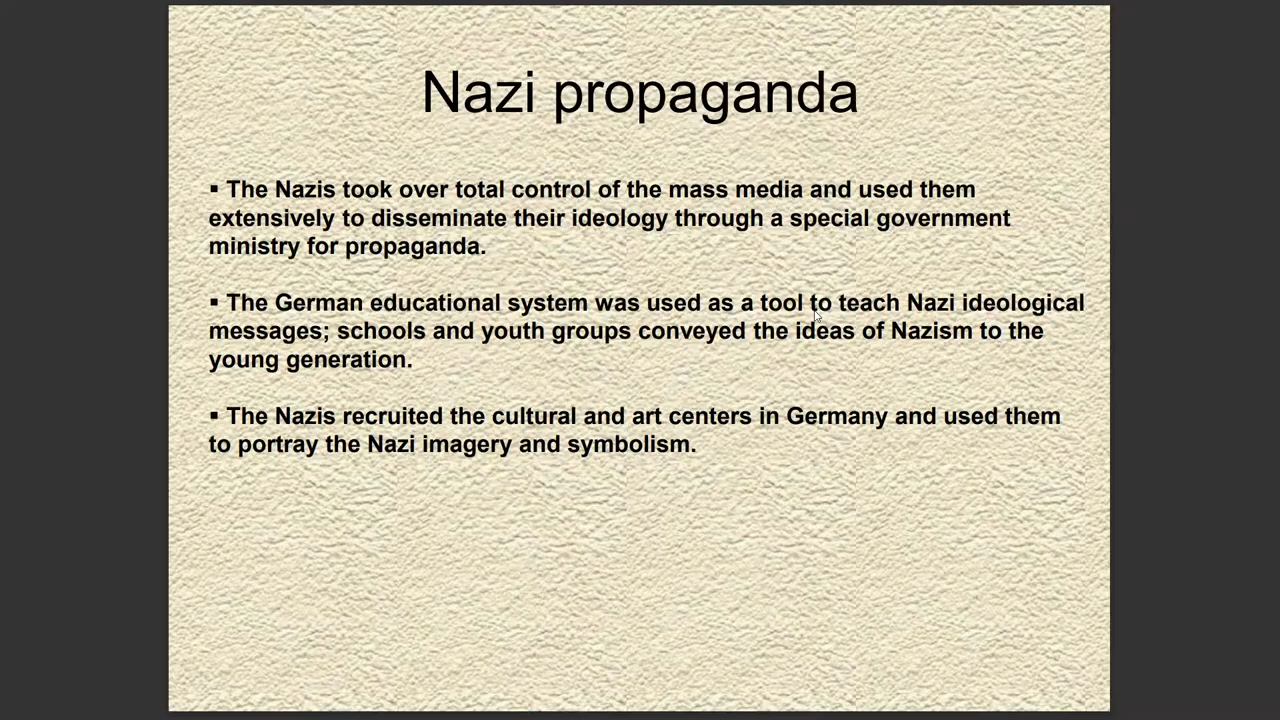 Nazi propaganda
▪ The Nazis took over total control of the mass media and used them
extensively to disseminate their ideology through a special government
ministry for propaganda.
▪ The German educational system was used as a tool to teach Nazi ideological
messages; schools and youth groups conveyed the ideas of Nazism to the
young generation.
▪ The Nazis recruited the cultural and art centers in Germany and used them
to portray the Nazi imagery and symbolism.